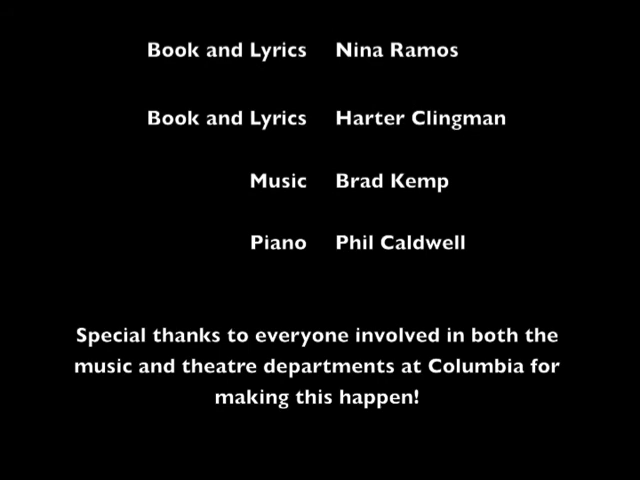 Book and Lyrics Nina Ramos
Book and Lyrics Harter Clingman
Music Brad Kemp
Piano Phil Caldwell
Special thanks to everyone involved in both the
music and theatre departments at Columbia for
making this happen!